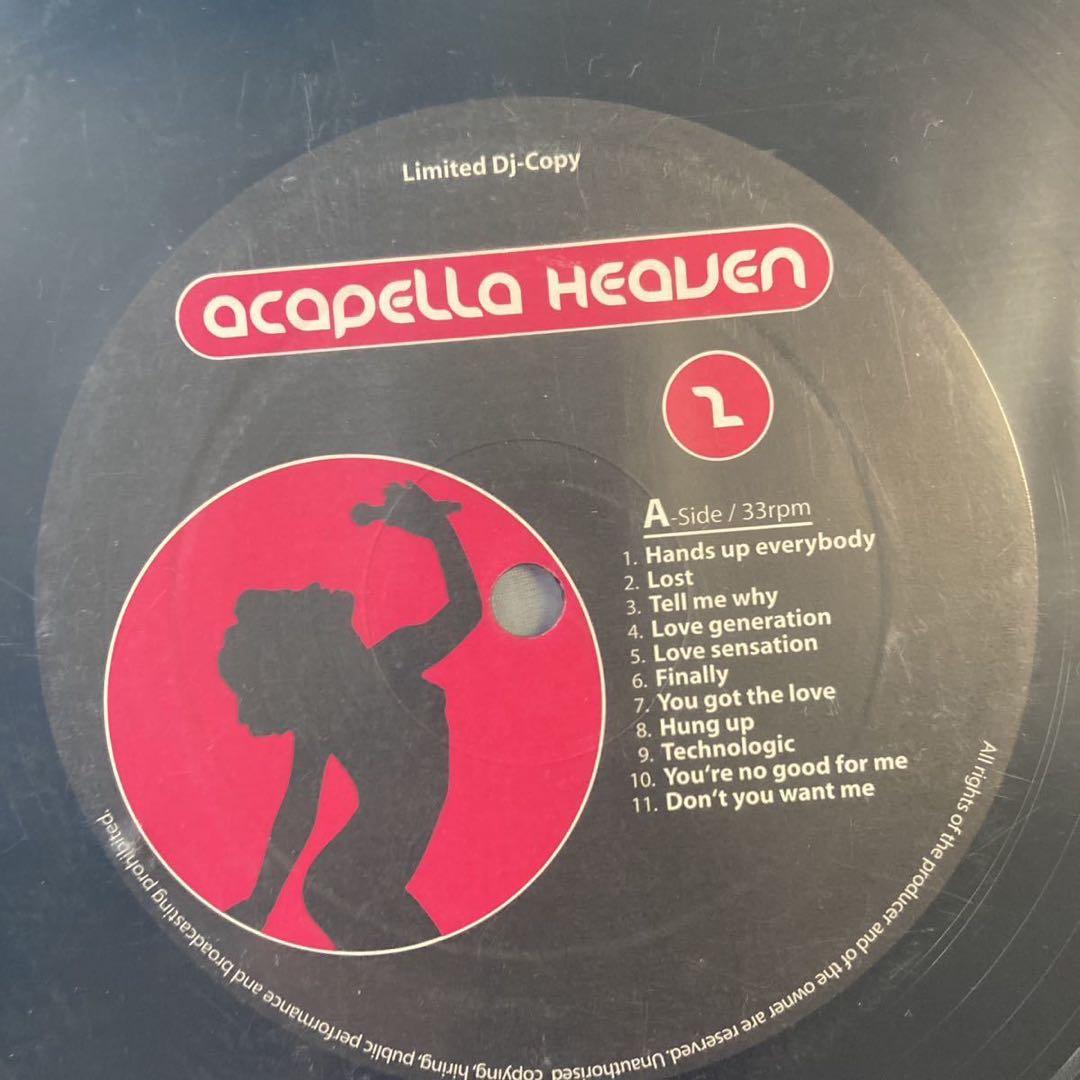 Limited Dj-Copy
acapella Heaven
2
A-Side / 33rpm
1. Hands up everybody
2. Lost
3. Tell me why
4. Love generation
5. Love sensation
6. Finally
7. You got the love
8. Hung up
9. Technologic
10. You're no good for me
11. Don't you want me
All rights of the producer and of the owner are reserved. Unauthorised copying, hiring, public performance and broadcasting prohibited.